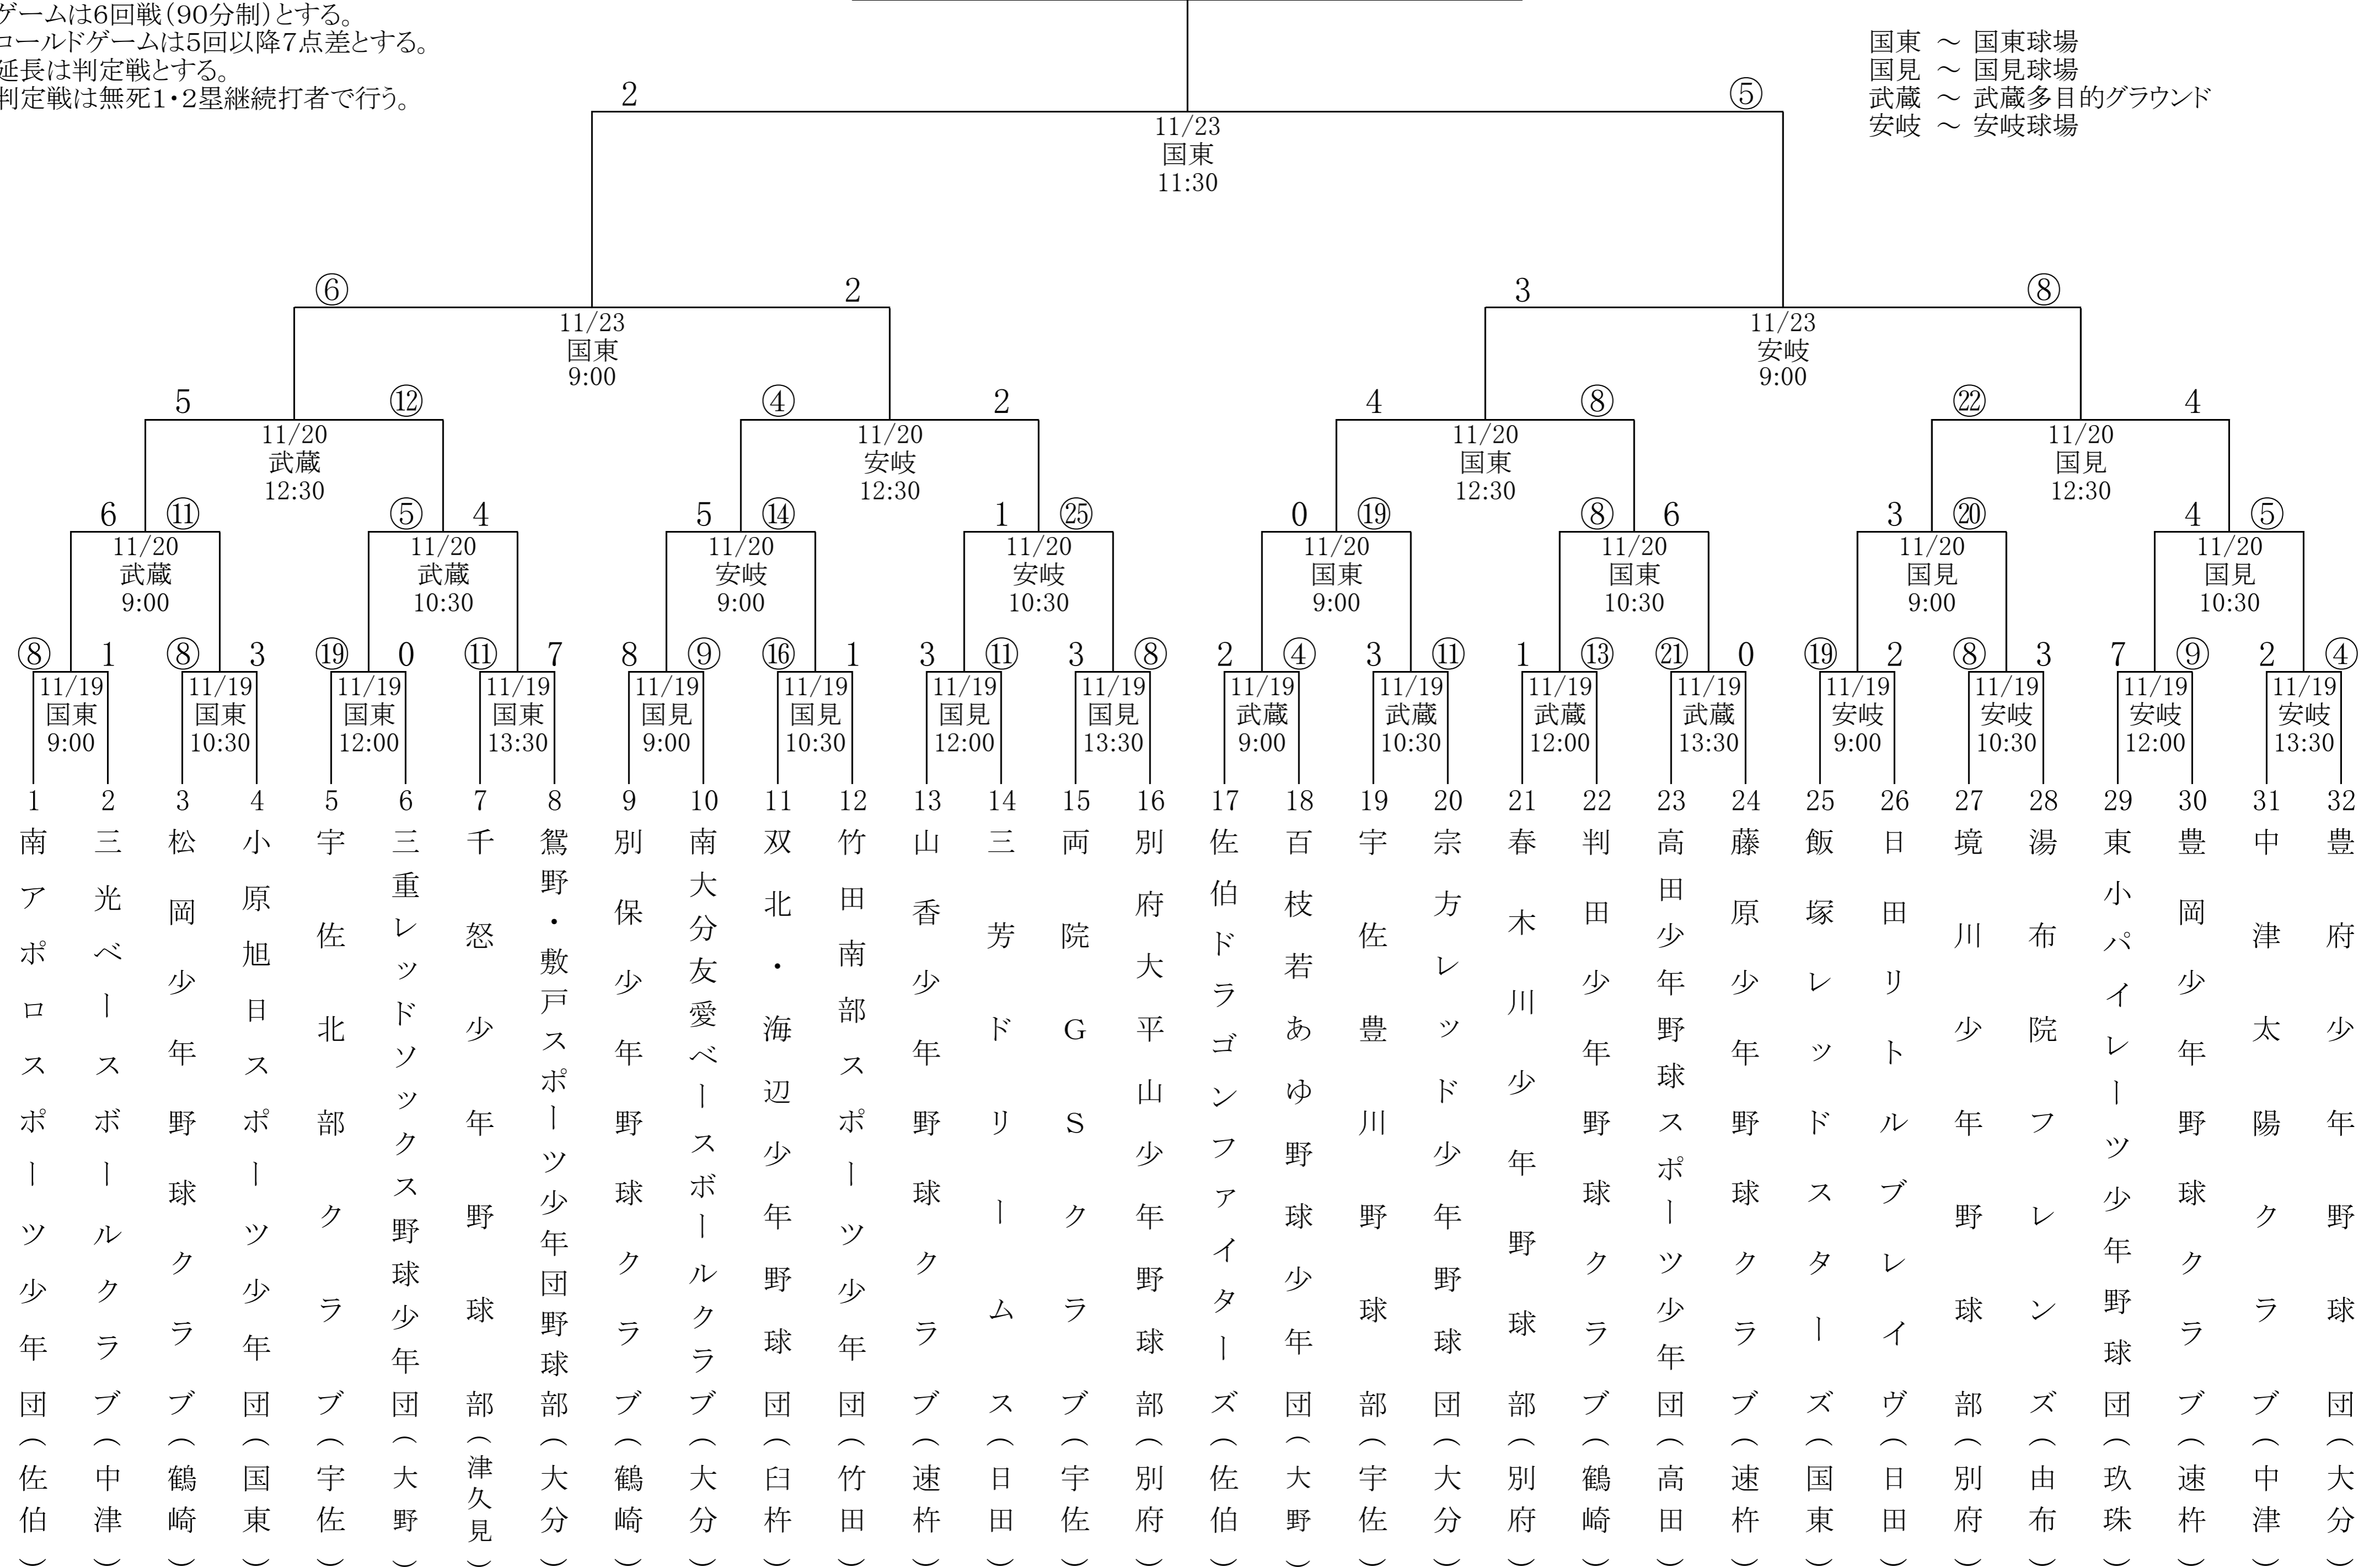 ゲームは6回戦（90分制）とする。
コールドゲームは5回以降7点差とする。
延長は判定戦とする。
判定戦は無死1・2塁継続打者で行う。
国東 ～ 国東球場
国見 ～ 国見球場
武蔵 ～ 武蔵多目的グラウンド
安岐 ～ 安岐球場
2 ⑤
11/23
国東
11:30
⑥ 2 3 ⑧
11/23 11/23
国東 安岐
9:00 9:00
5 ⑫ ④ 2 4 ⑧ ㉒ 4
11/20 11/20 11/20 11/20
武蔵 安岐 国東 国見
12:30 12:30 12:30 12:30
6 ⑪ ⑤ 4 5 ⑭ 1 ㉕ 0 ⑲ ⑧ 6 3 ⑳ 4 ⑤
11/20 11/20 11/20 11/20 11/20 11/20 11/20 11/20
武蔵 武蔵 安岐 安岐 国東 国東 国見 国見
9:00 10:30 9:00 10:30 9:00 10:30 9:00 10:30
⑧ 1 ⑧ 3 ⑲ 0 ⑪ 7 8 ⑨ ⑯ 1 3 ⑪ 3 ⑧ 2 ④ 3 ⑪ 1 ⑬ ㉑ 0 ⑲ 2 ⑧ 3 7 ⑨ 2 ④
11/19 11/19 11/19 11/19 11/19 11/19 11/19 11/19 11/19 11/19 11/19 11/19 11/19 11/19 11/19 11/19
国東 国東 国東 国東 国見 国見 国見 国見 武蔵 武蔵 武蔵 武蔵 安岐 安岐 安岐 安岐
9:00 10:30 12:00 13:30 9:00 10:30 12:00 13:30 9:00 10:30 12:00 13:30 9:00 10:30 12:00 13:30
1 南アポロスポーツ少年団（佐伯）
2 三光ベースボールクラブ（中津）
3 松岡少年野球クラブ（鶴崎）
4 小原旭日スポーツ少年団（国東）
5 宇佐北部クラブ（宇佐）
6 三重レッドソックス野球少年団（大野）
7 千怒少年野球部（津久見）
8 鴛野・敷戸スポーツ少年団野球部（大分）
9 別保少年野球クラブ（鶴崎）
10 南大分友愛ベースボールクラブ（大分）
11 双北・海辺少年野球団（臼杵）
12 竹田南部スポーツ少年団（竹田）
13 山香少年野球クラブ（速杵）
14 三芳ドリームス（日田）
15 両院GSクラブ（宇佐）
16 別府大平山少年野球部（別府）
17 佐伯ドラゴンファイターズ（佐伯）
18 百枝若あゆ野球少年団（大野）
19 宇佐豊川野球部（宇佐）
20 宗方レッド少年野球団（大分）
21 春木川少年野球部（別府）
22 判田少年野球クラブ（鶴崎）
23 高田少年野球スポーツ少年団（高田）
24 藤原少年野球クラブ（速杵）
25 飯塚レッドスターズ（国東）
26 日田リトルブレイヴ（日田）
27 境川少年野球部（別府）
28 湯布院フレンズ（由布）
29 東小パイレーツ少年野球団（玖珠）
30 豊岡少年野球クラブ（速杵）
31 中津太陽クラブ（中津）
32 豊府少年野球団（大分）